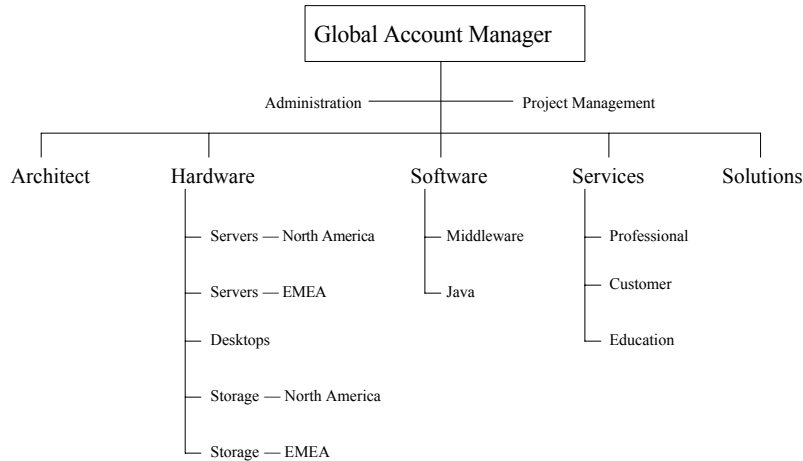 Global Account Manager
Administration
Project Management
Architect
Hardware
Software
Services
Solutions
Servers — North America
Servers — EMEA
Desktops
Storage — North America
Storage — EMEA
Middleware
Java
Professional
Customer
Education